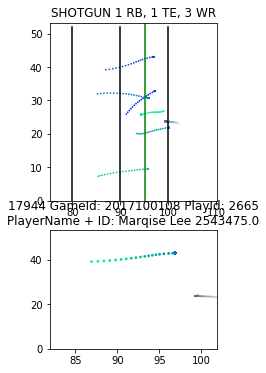 SHOTGUN 1 RB, 1 TE, 3 WR
50
40
30
20
10
0
80 90 100 110
17944 GameId: 2017100108 PlayId: 2665
PlayerName + ID: Marqise Lee 2543475.0
40
20
0
85 90 95 100